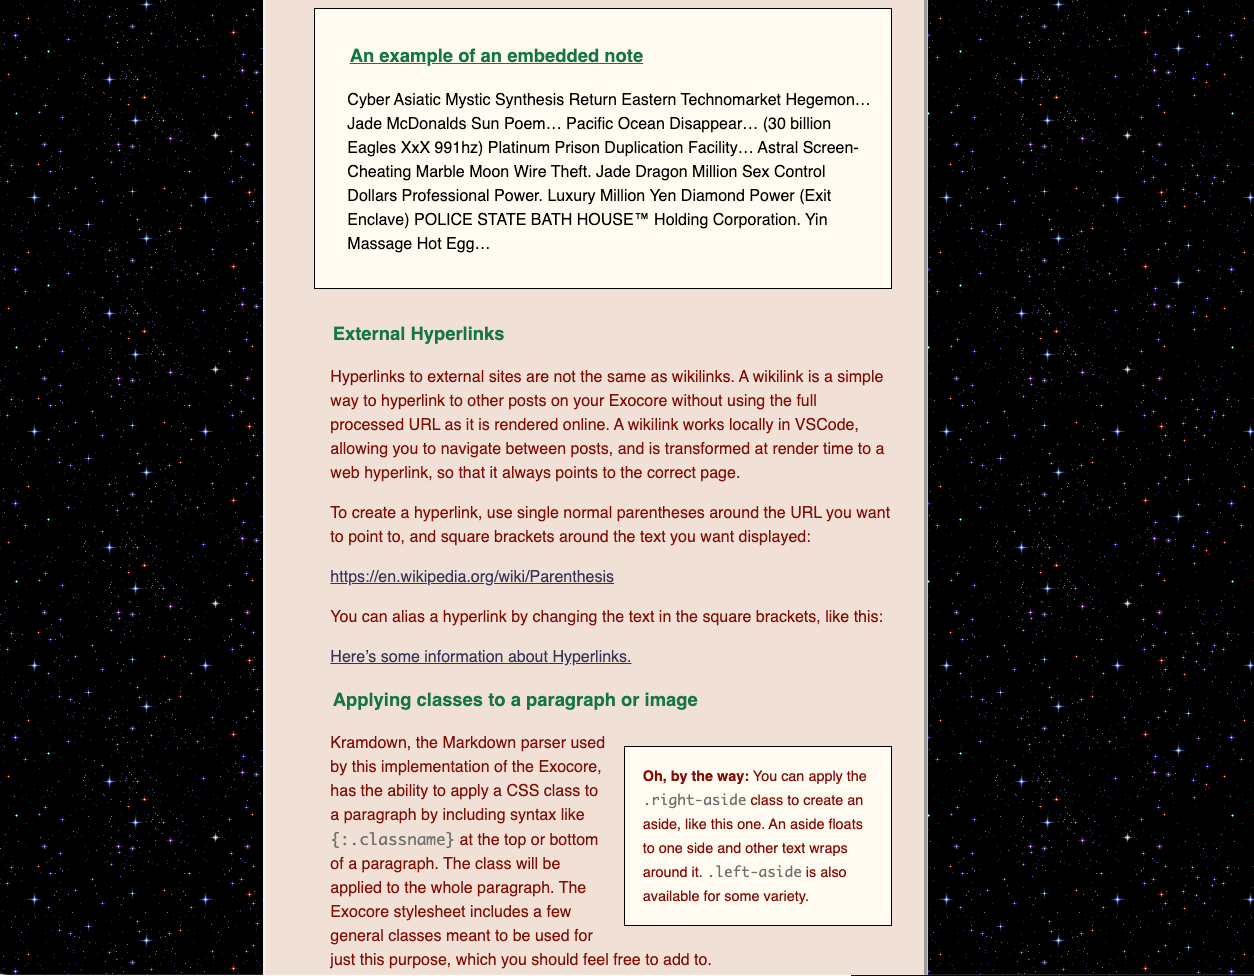 An example of an embedded note
Cyber Asiatic Mystic Synthesis Return Eastern Technomarket Hegemon…
Jade McDonalds Sun Poem… Pacific Ocean Disappear… (30 billion
Eagles XxX 991hz) Platinum Prison Duplication Facility… Astral Screen-
Cheating Marble Moon Wire Theft. Jade Dragon Million Sex Control
Dollars Professional Power. Luxury Million Yen Diamond Power (Exit
Enclave) POLICE STATE BATH HOUSE™ Holding Corporation. Yin
Massage Hot Egg…
External Hyperlinks
Hyperlinks to external sites are not the same as wikilinks. A wikilink is a simple
way to hyperlink to other posts on your Exocore without using the full
processed URL as it is rendered online. A wikilink works locally in VSCode,
allowing you to navigate between posts, and is transformed at render time to a
web hyperlink, so that it always points to the correct page.
To create a hyperlink, use single normal parentheses around the URL you want
to point to, and square brackets around the text you want displayed:
https://en.wikipedia.org/wiki/Parenthesis
You can alias a hyperlink by changing the text in the square brackets, like this:
Here’s some information about Hyperlinks.
Applying classes to a paragraph or image
Kramdown, the Markdown parser used
by this implementation of the Exocore,
has the ability to apply a CSS class to
a paragraph by including syntax like
{:.classname} at the top or bottom
of a paragraph. The class will be
applied to the whole paragraph. The
Exocore stylesheet includes a few
general classes meant to be used for
just this purpose, which you should feel free to add to.
Oh, by the way: You can apply the
.right-aside class to create an
aside, like this one. An aside floats
to one side and other text wraps
around it. .left-aside is also
available for some variety.